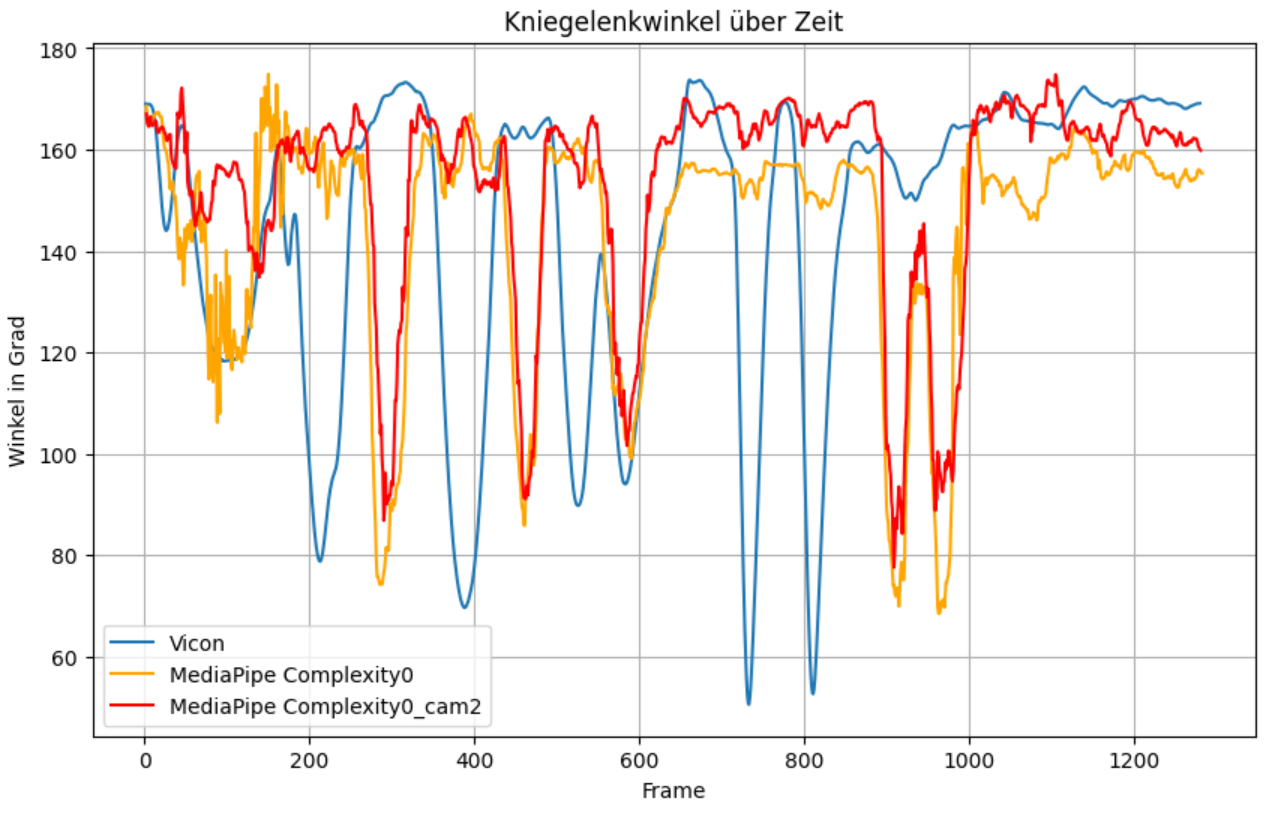 Kniegelenkwinkel über Zeit
Winkel in Grad
180
160
140
120
100
80
60
Vicon
MediaPipe Complexity0
MediaPipe Complexity0_cam2
0 200 400 600 800 1000 1200
Frame